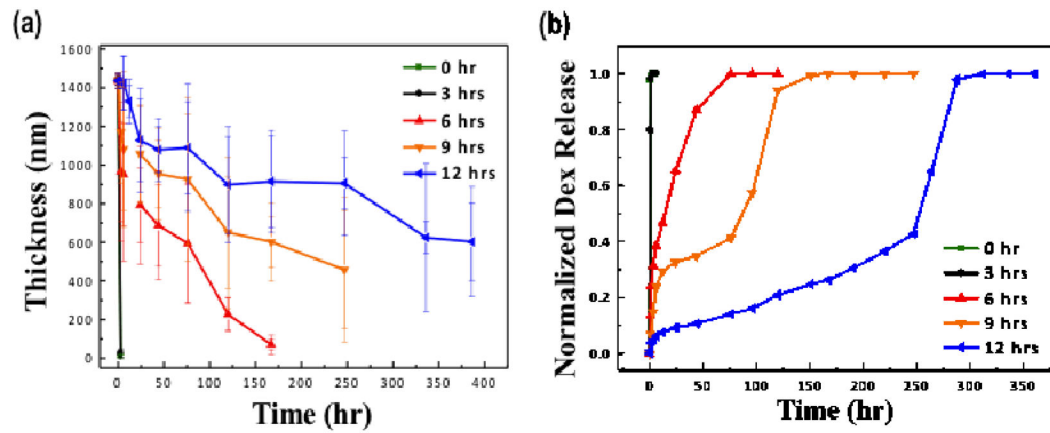 (a)
Thickness (nm)
1600
1400
1200
1000
800
600
400
200
0
0 50 100 150 200 250 300 350 400
Time (hr)
0 hr
3 hrs
6 hrs
9 hrs
12 hrs
(b)
Normalized Dex Release
1.0
0.8
0.6
0.4
0.2
0.0
0 50 100 150 200 250 300 350
Time (hr)
0 hr
3 hrs
6 hrs
9 hrs
12 hrs